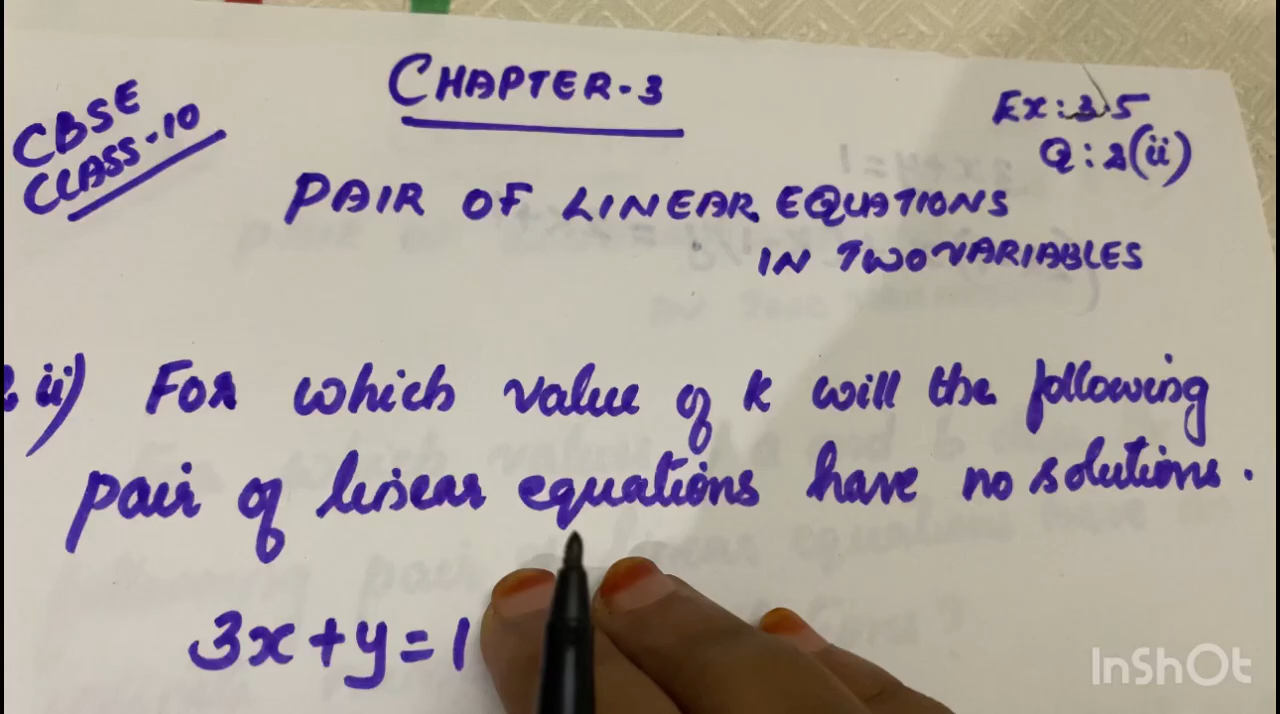 CHAPTER-3
CBSE
CLASS-10
Ex: 3.5
Q: 2(ii)
PAIR OF LINEAR EQUATIONS
IN TWO VARIABLES
ii) For which value of k will the following
pair of linear equations have no solutions.
3x+y=1
InShOt